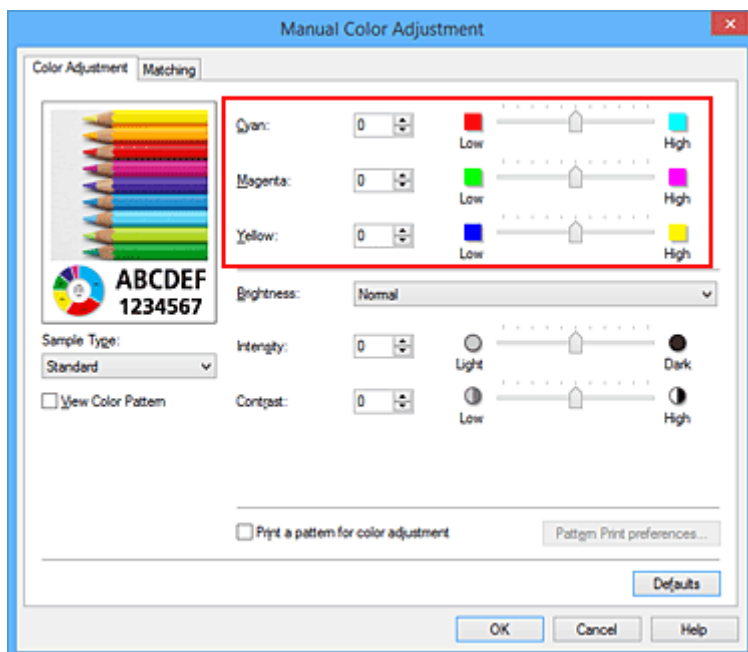 Manual Color Adjustment
Color Adjustment Matching
Cyan: 0 Low High
Magenta: 0 Low High
Yellow: 0 Low High
ABCDEF
1234567
Brightness: Normal
Sample Type:
Standard
Intensity: 0 Light Dark
View Color Pattern
Contrast: 0 Low High
Print a pattern for color adjustment Pattern Print preferences...
Defaults
OK Cancel Help